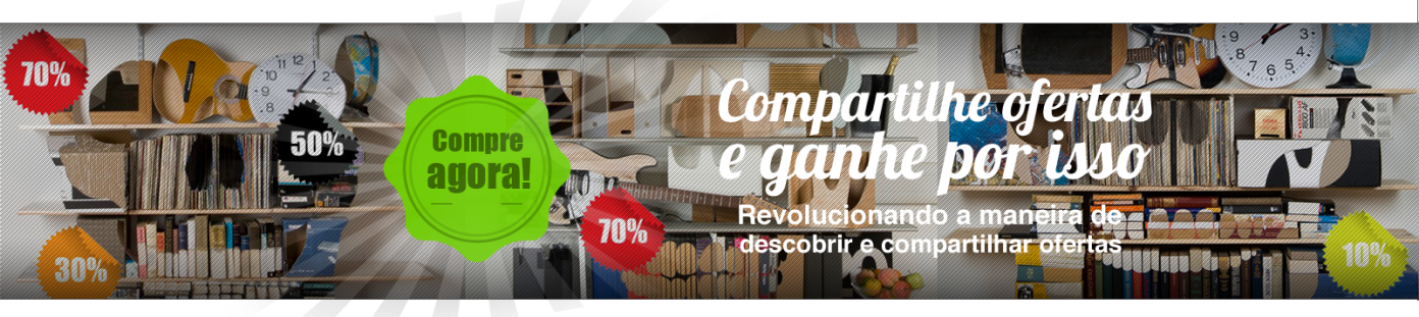 70%
50%
30%
Compre
agora!
70%
Compartilhe ofertas
e ganhe por isso
Revolucionando a maneira de
descobrir e compartilhar ofertas
10%